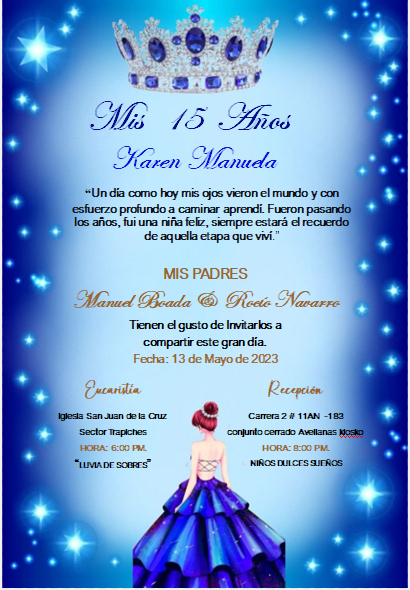 Mis 15 Años
Karen Manuela
“Un día como hoy mis ojos vieron el mundo y con
esfuerzo profundo a caminar aprendí. Fueron pasando
los años, fui una niña feliz, siempre estará el recuerdo
de aquella etapa que viví.”
MIS PADRES
Manuel Boada & Rocío Navarro
Tienen el gusto de Invitarlos a
compartir este gran día.
Fecha: 13 de Mayo de 2023
Eucaristía
Iglesia San Juan de la Cruz
Sector Trapiches
HORA: 6:00 PM.
“LLUVIA DE SOBRES”
Recepción
Carrera 2 # 11AN -183
conjunto cerrado Avellanas kiosko
HORA: 8:00 PM.
NIÑOS DULCES SUEÑOS